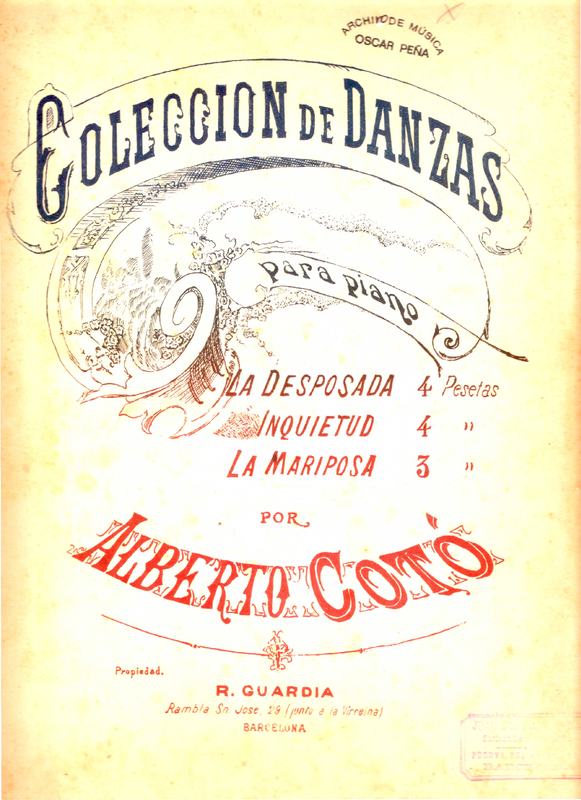 ARCHIVO DE MÚSICA
OSCAR PEÑA
COLECCION DE DANZAS
para piano
LA DESPOSADA 4 Pesetas
INQUIETUD 4 "
LA MARIPOSA 3 "
POR
ALBERTO COTÓ
Propiedad.
R. GUARDIA
Rambla Sn. José, 29 (junto a la Virreina)
BARCELONA